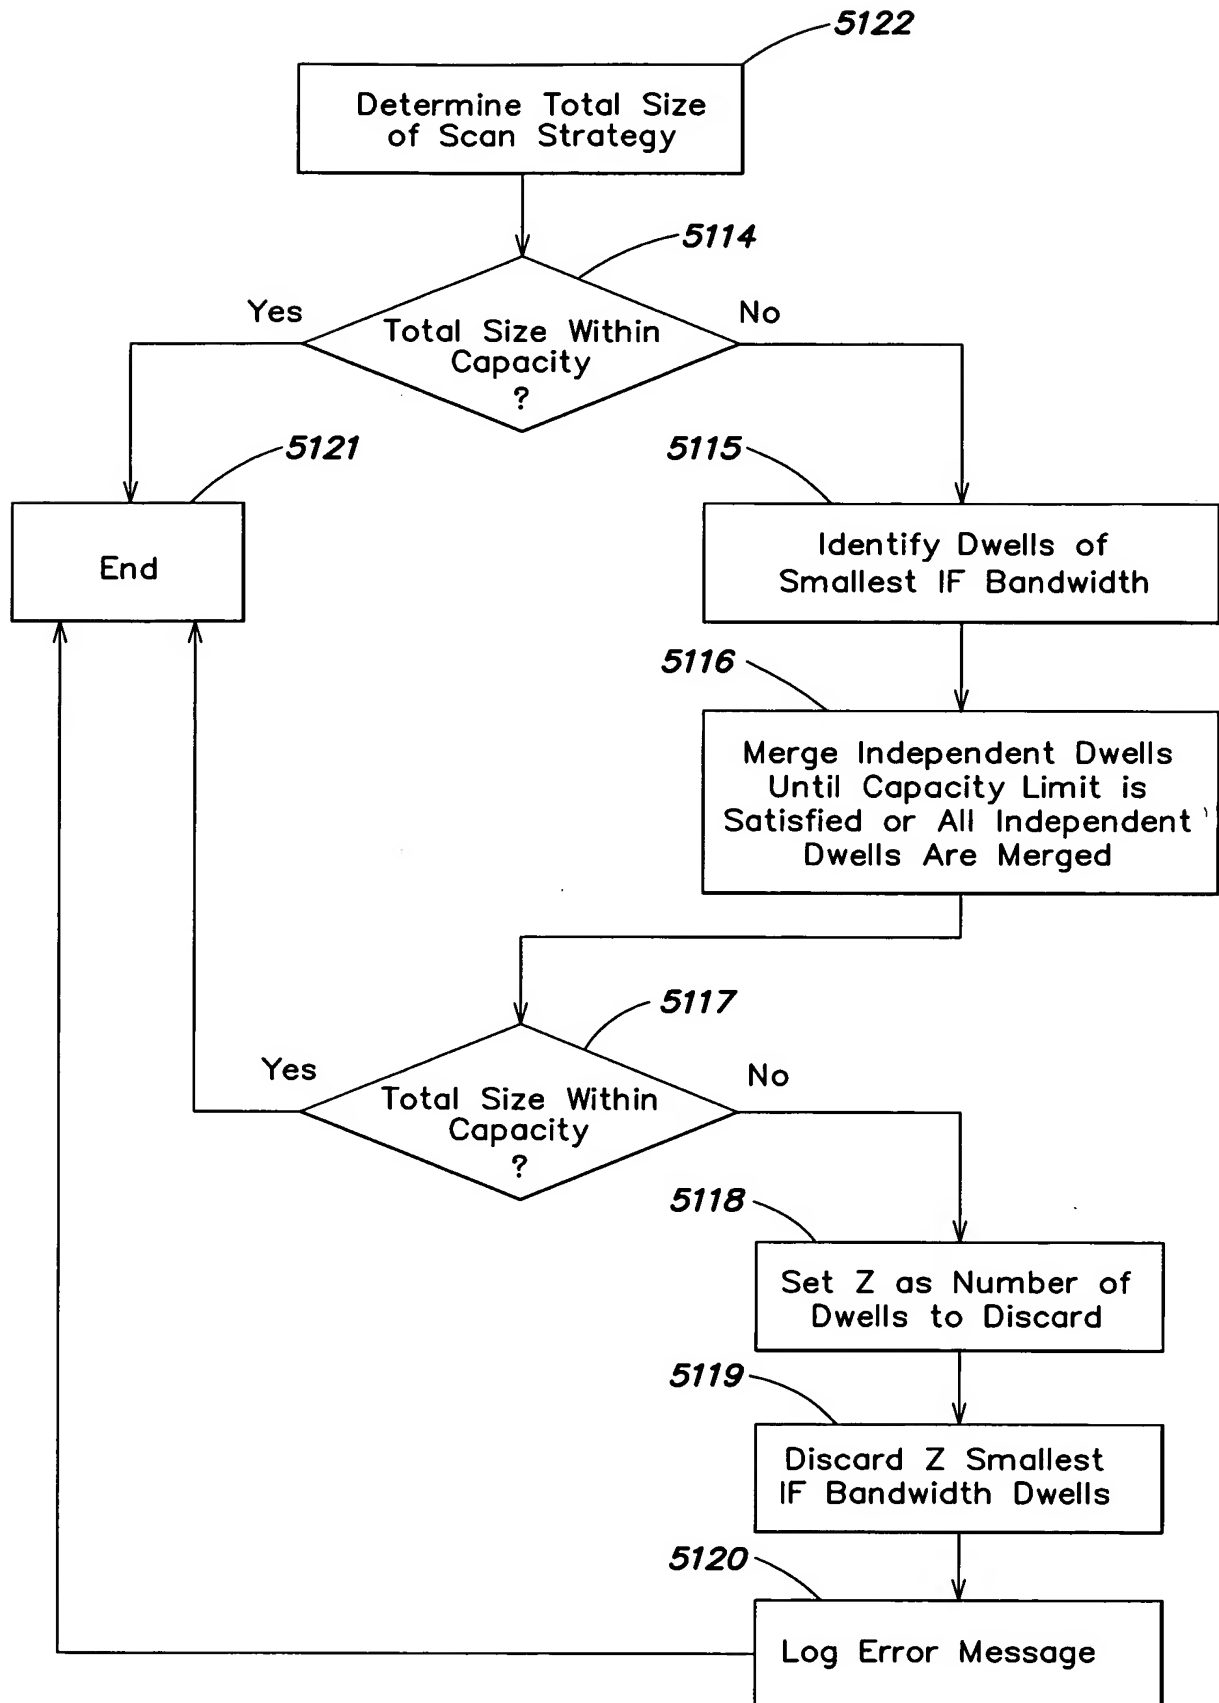 5122
Determine Total Size
of Scan Strategy
5114
Yes
No
Total Size Within
Capacity
?
5121
End
5115
Identify Dwells of
Smallest IF Bandwidth
5116
Merge Independent Dwells
Until Capacity Limit is
Satisfied or All Independent
Dwells Are Merged
5117
Yes
No
Total Size Within
Capacity
?
5118
Set Z as Number of
Dwells to Discard
5119
Discard Z Smallest
IF Bandwidth Dwells
5120
Log Error Message